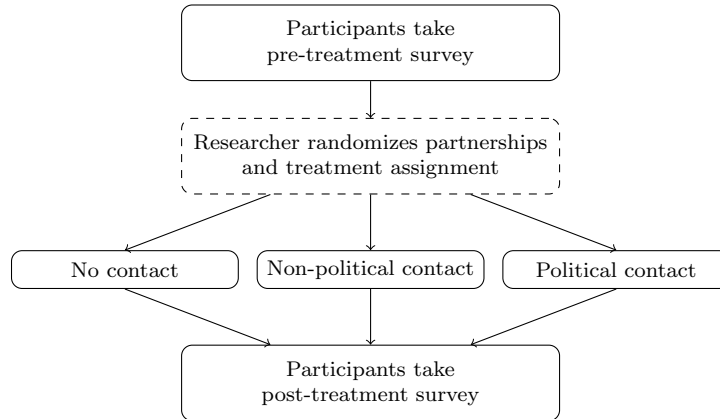 Participants take
pre-treatment survey
Researcher randomizes partnerships
and treatment assignment
No contact
Non-political contact
Political contact
Participants take
post-treatment survey